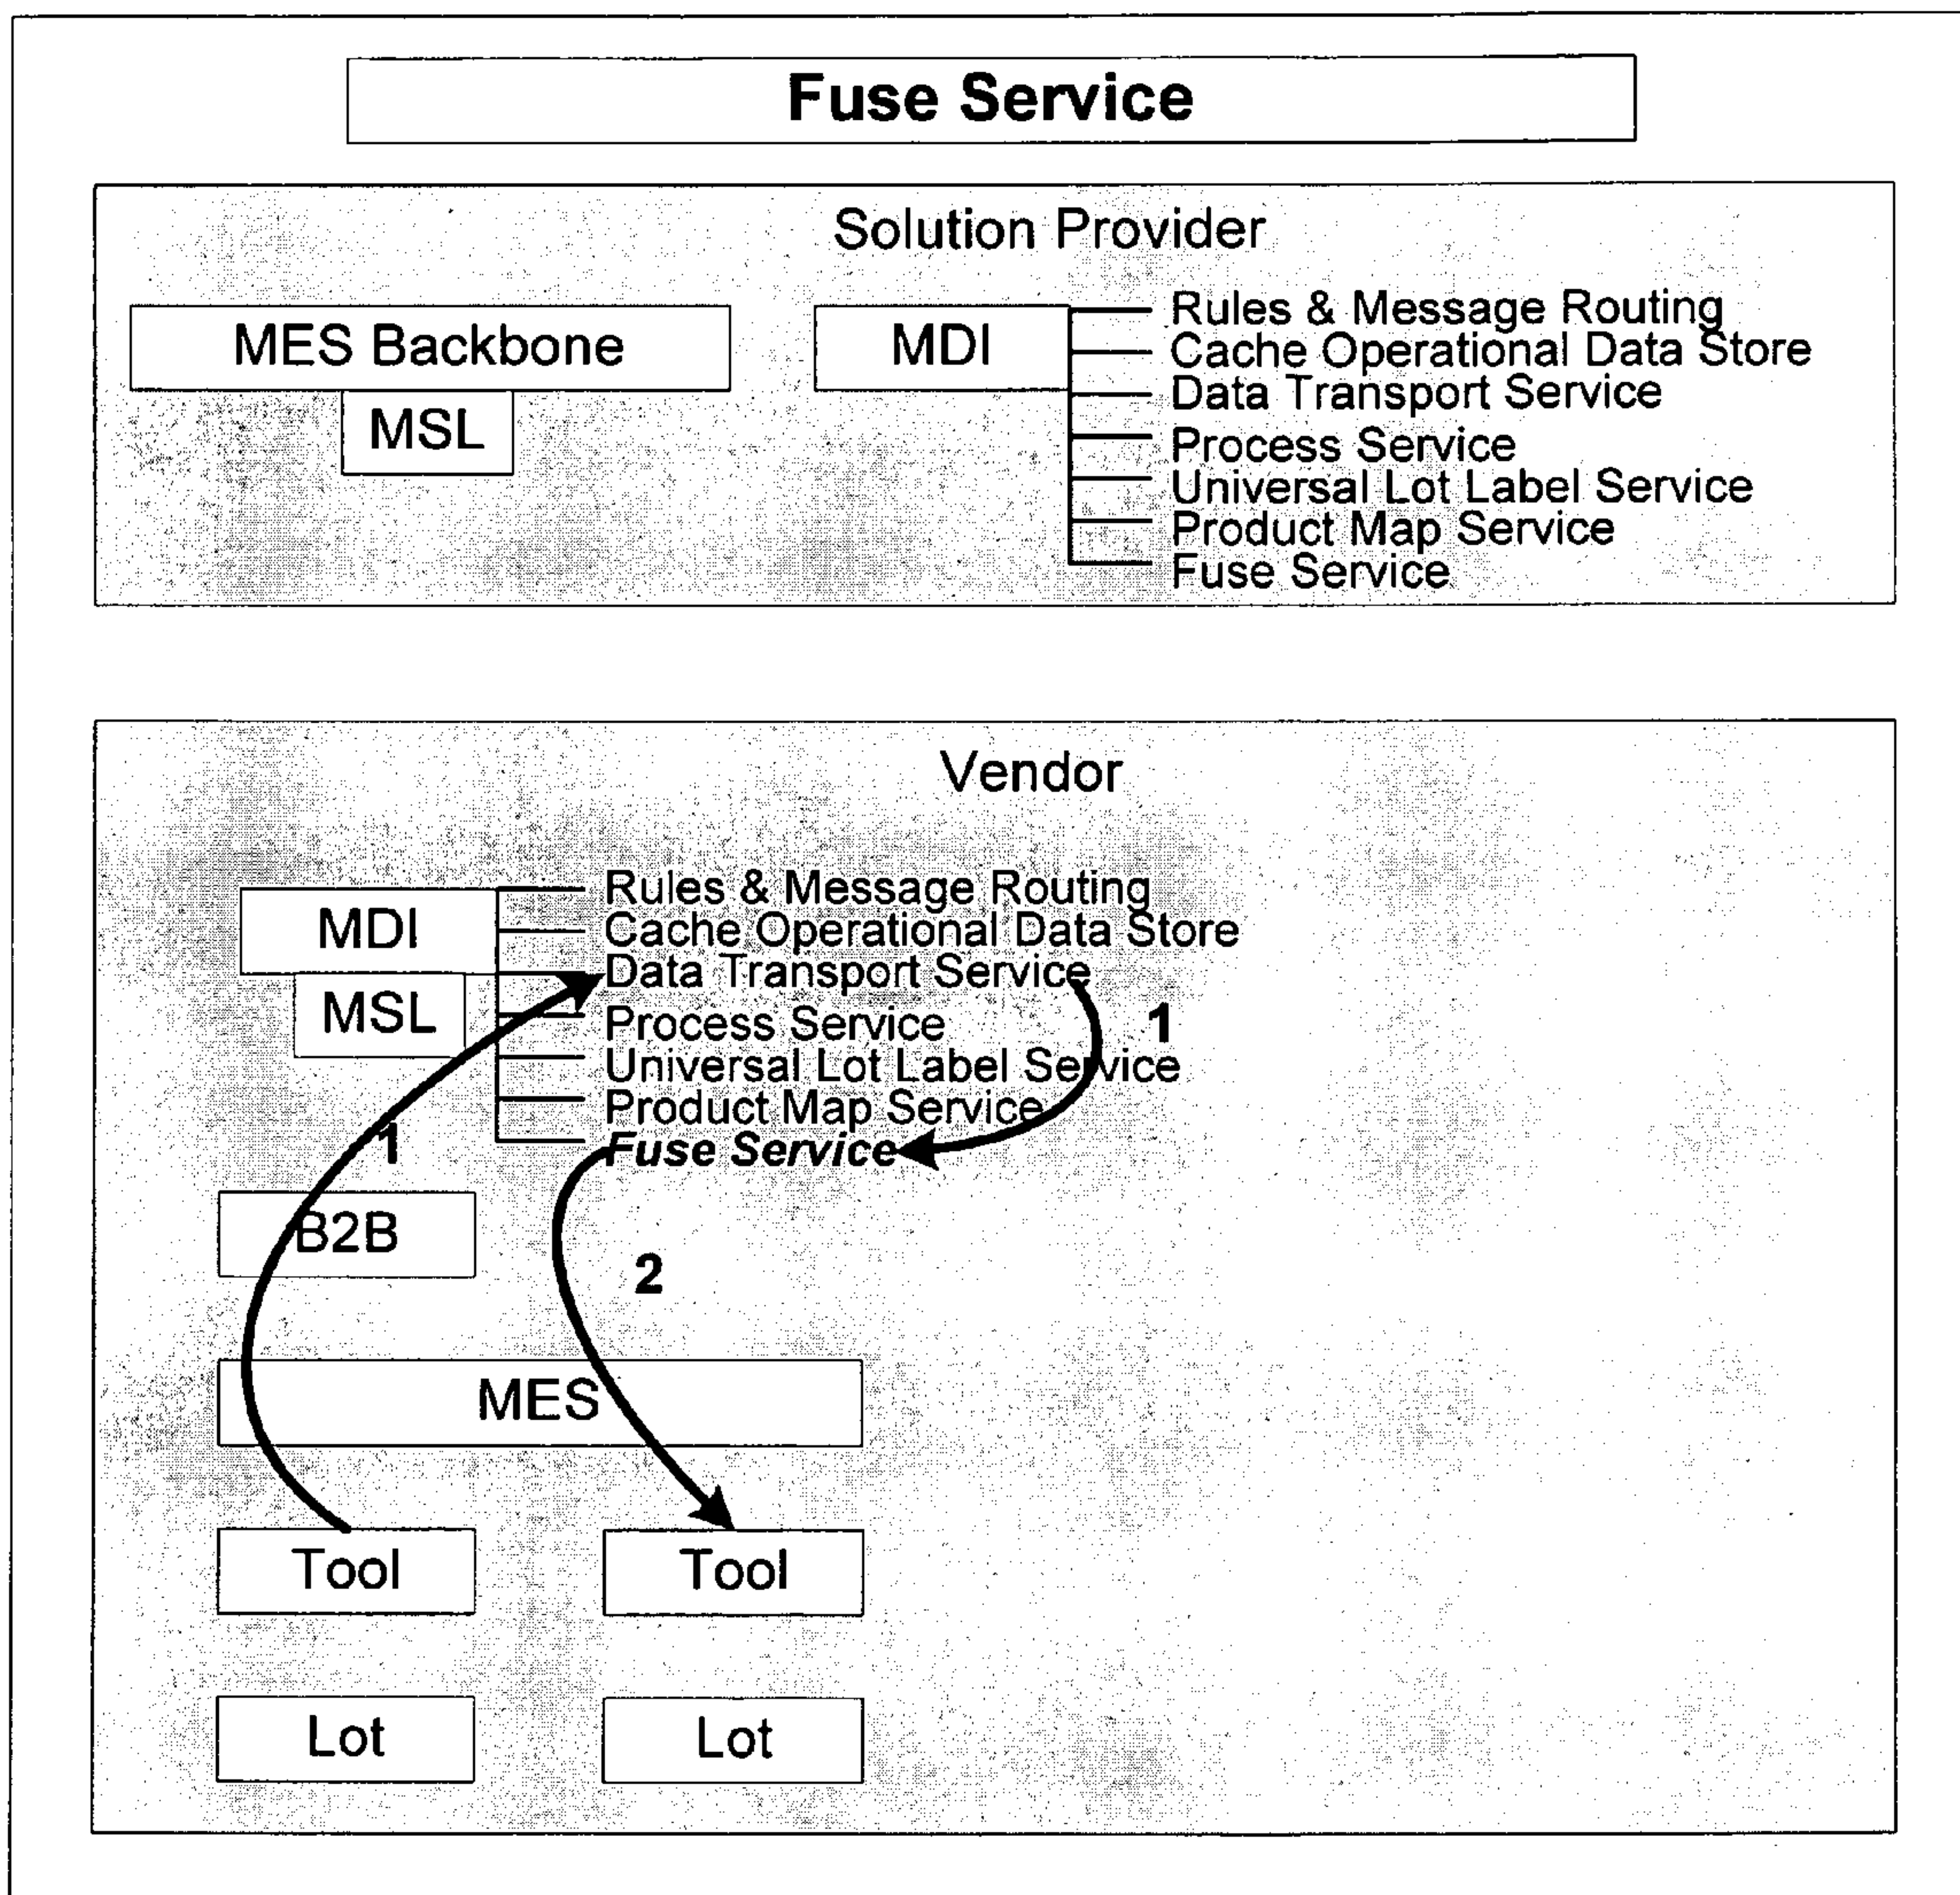 Fuse Service
Solution Provider
MES Backbone
MSL
MDI
Rules & Message Routing
Cache Operational Data Store
Data Transport Service
Process Service
Universal Lot Label Service
Product Map Service
Fuse Service
Vendor
MDI
MSL
Rules & Message Routing
Cache Operational Data Store
Data Transport Service
Process Service
Universal Lot Label Service
Product Map Service
Fuse Service
1
1
B2B
2
MES
Tool
Tool
Lot
Lot